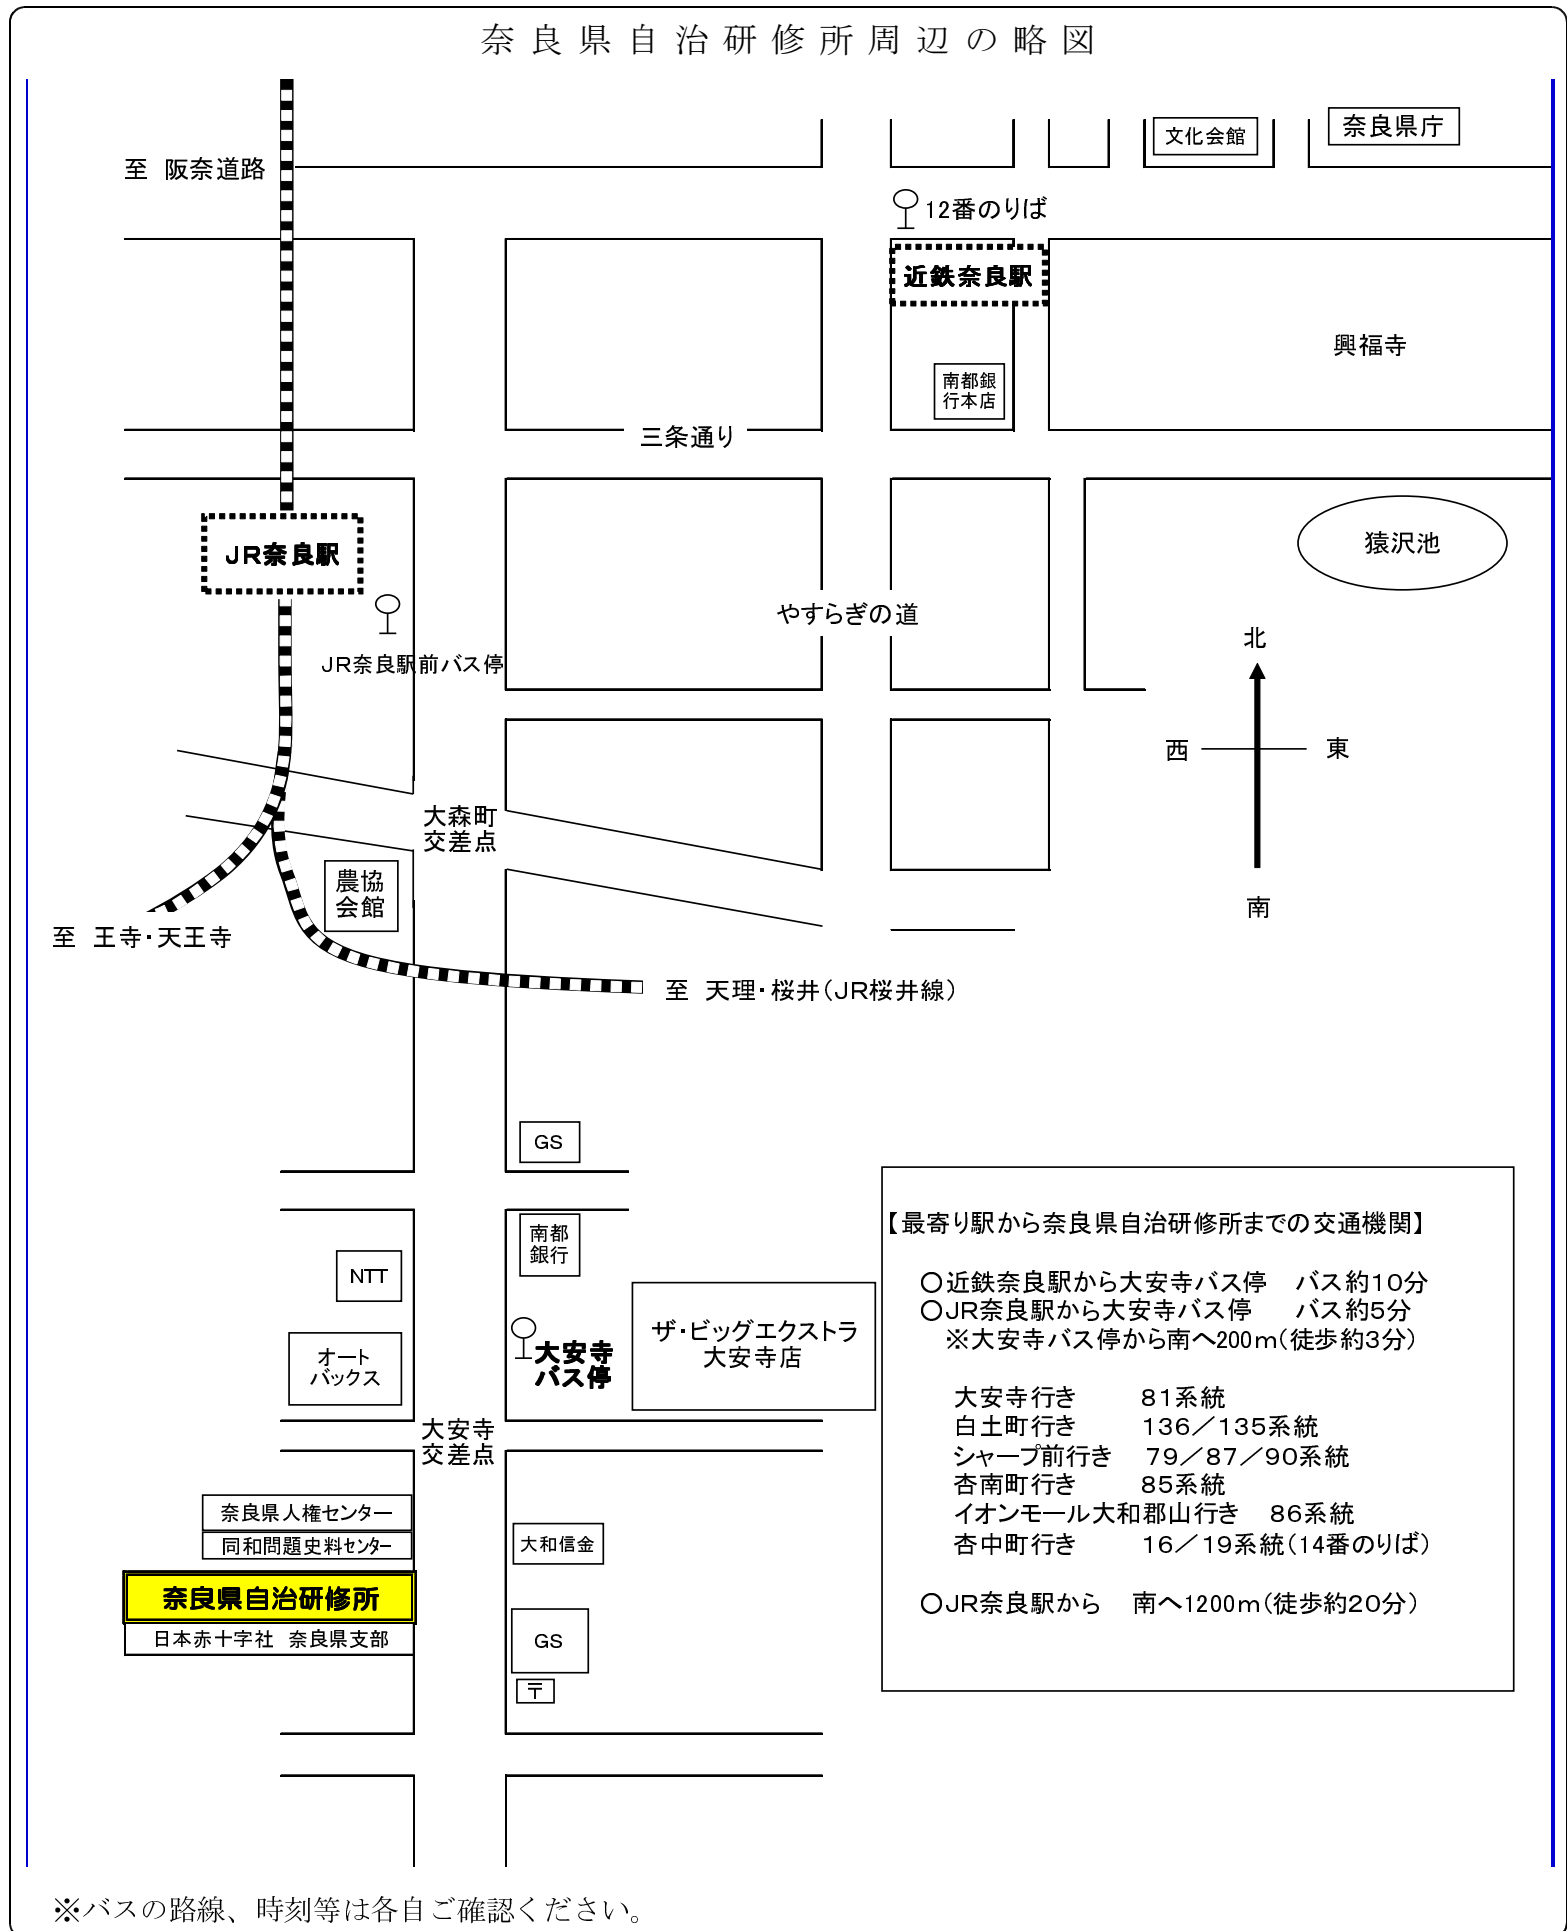 奈良県自治研修所周辺の略図
文化会館
奈良県庁
至 阪奈道路
12番のりば
近鉄奈良駅
興福寺
南都銀
行本店
三条通り
JR奈良駅
猿沢池
やすらぎの道
北
JR奈良駅前バス停
西
東
大森町
交差点
農協
会館
南
至 王寺・天王寺
至 天理・桜井(JR桜井線)
GS
南都
銀行
NTT
オート
バックス
大安寺
バス停
ザ・ビッグエクストラ
大安寺店
大安寺
交差点
奈良県人権センター
同和問題史料センター
奈良県自治研修所
日本赤十字社 奈良県支部
大和信金
GS
〒
【最寄り駅から奈良県自治研修所までの交通機関】
○近鉄奈良駅から大安寺バス停 バス約10分
○JR奈良駅から大安寺バス停 バス約5分
※大安寺バス停から南へ200m(徒歩約3分)
大安寺行き 81系統
白土町行き 136/135系統
シャープ前行き 79/87/90系統
杏南町行き 85系統
イオンモール大和郡山行き 86系統
杏中町行き 16/19系統(14番のりば)
○JR奈良駅から 南へ1200m(徒歩約20分)
※バスの路線、時刻等は各自ご確認ください。